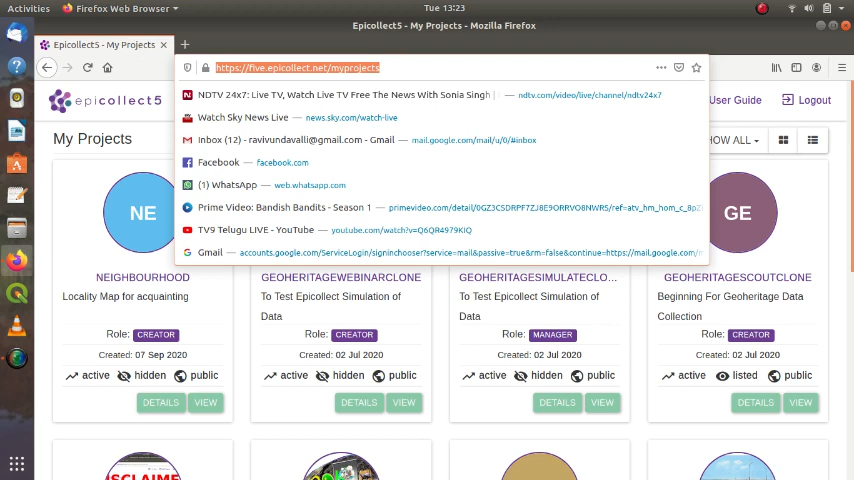 Activities
Firefox Web Browser
Tue 13:23
Epicollect5 - My Projects - Mozilla Firefox
Epicollect5 - My Projects
https://five.epicollect.net/myprojects
NDTV 24x7: Live TV, Watch Live TV Free The News With Sonia Singh — ndtv.com/video/live/channel/ndtv24x7
Watch Sky News Live — news.sky.com/watch-live
Inbox (12) - ravivundavalli@gmail.com - Gmail — mail.google.com/mail/u/0/#inbox
Facebook — facebook.com
(1) WhatsApp — web.whatsapp.com
Prime Video: Bandish Bandits - Season 1 — primevideo.com/detail/0GZ3CSDRPF7ZJ8E9ORRVO8NWRS/ref=atv_hm_hom_c_8pZ
TV9 Telugu LIVE - YouTube — youtube.com/watch?v=Q6QR4979KIQ
Gmail — accounts.google.com/ServiceLogin/signinchooser?service=mail&passive=true&rm=false&continue=https://mail.google.com/
epicollect5
User Guide
Logout
My Projects
HOW ALL
NE
GE
NEIGHBOURHOOD
Locality Map for acquainting
Role: CREATOR
Created: 07 Sep 2020
active hidden public
DETAILS VIEW
GEOHERITAGEWEBINARCLONE
To Test Epicollect Simulation of
Data
Role: CREATOR
Created: 02 Jul 2020
active hidden public
DETAILS VIEW
GEOHERITAGESIMULATECLO...
To Test Epicollect Simulation of
Data
Role: MANAGER
Created: 02 Jul 2020
active hidden public
DETAILS VIEW
GEOHERITAGESCOUTCLONE
Beginning For Geoheritage Data
Collection
Role: CREATOR
Created: 02 Jul 2020
active listed public
DETAILS VIEW
SCLAIME